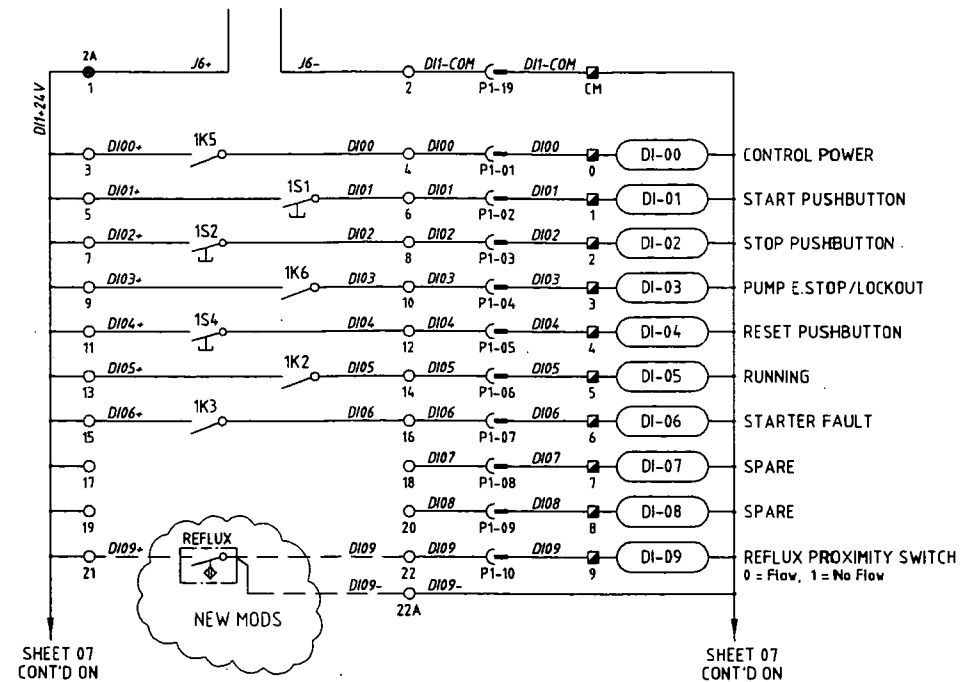 2A J6+ J6- DI1-COM DI1-COM
1 2 P1-19 CM
DI1+24V
DI00+ 1K5 DI00 DI00 DI00 DI-00 CONTROL POWER
3 4 P1-01 0
DI01+ 1S1 DI01 DI01 DI01 DI-01 START PUSHBUTTON
5 6 P1-02 1
DI02+ 1S2 DI02 DI02 DI02 DI-02 STOP PUSHBUTTON
7 8 P1-03 2
DI03+ 1K6 DI03 DI03 DI03 DI-03 PUMP E.STOP/LOCKOUT
9 10 P1-04 3
DI04+ 1S4 DI04 DI04 DI04 DI-04 RESET PUSHBUTTON
11 12 P1-05 4
DI05+ 1K2 DI05 DI05 DI05 DI-05 RUNNING
13 14 P1-06 5
DI06+ 1K3 DI06 DI06 DI06 DI-06 STARTER FAULT
15 16 P1-07 6
DI07 DI07 DI-07 SPARE
17 18 P1-08 7
DI08 DI08 DI-08 SPARE
19 20 P1-09 8
DI09+ REFLUX DI09 DI09 DI09 DI-09 REFLUX PROXIMITY SWITCH
21 22 P1-10 9 0 = Flow, 1 = No Flow
DI09- DI09-
22A
NEW MODS
SHEET 07
CONT'D ON
SHEET 07
CONT'D ON